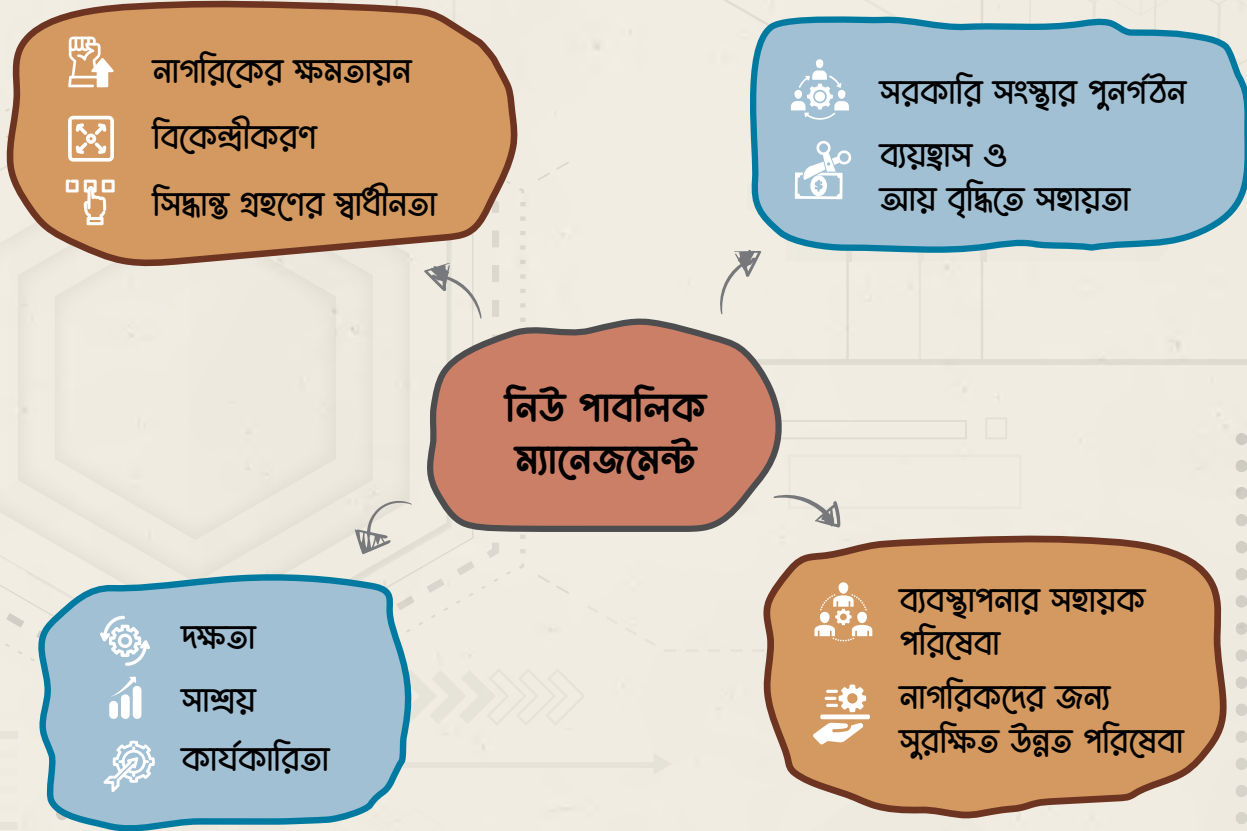 নাগরিকের ক্ষমতায়ন
বিকেন্দ্রীকরণ
সিদ্ধান্ত গ্রহণের স্বাধীনতা
সরকারি সংস্থার পুনর্গঠন
ব্যয়হ্রাস ও
আয় বৃদ্ধিতে সহায়তা
নিউ পাবলিক
ম্যানেজমেন্ট
দক্ষতা
সাশ্রয়
কার্যকারিতা
ব্যবস্থাপনার সহায়ক
পরিষেবা
নাগরিকদের জন্য
সুরক্ষিত উন্নত পরিষেবা